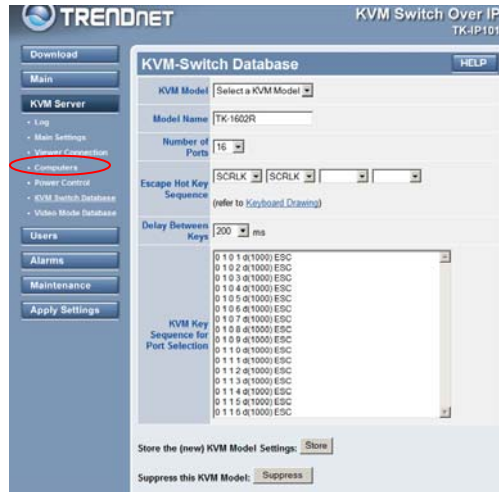 TRENDNET
KVM Switch Over IP
TK-IP101
Download
Main
KVM Server
Log
Main Settings
Viewer Connection
Computers
Power Control
KVM Switch Database
Video Mode Database
Users
Alarms
Maintenance
Apply Settings
KVM-Switch Database
HELP
KVM Model Select a KVM Model
Model Name TK-1602R
Number of Ports 16
Escape Hot Key Sequence SCRLK SCRLK
(refer to Keyboard Drawing)
Delay Between Keys 200 ms
KVM Key Sequence for Port Selection
0 1 0 1 d(1000) ESC
0 1 0 2 d(1000) ESC
0 1 0 3 d(1000) ESC
0 1 0 4 d(1000) ESC
0 1 0 5 d(1000) ESC
0 1 0 6 d(1000) ESC
0 1 0 7 d(1000) ESC
0 1 0 8 d(1000) ESC
0 1 0 9 d(1000) ESC
0 1 1 0 d(1000) ESC
0 1 1 1 d(1000) ESC
0 1 1 2 d(1000) ESC
0 1 1 3 d(1000) ESC
0 1 1 4 d(1000) ESC
0 1 1 5 d(1000) ESC
0 1 1 6 d(1000) ESC
Store the (new) KVM Model Settings: Store
Suppress this KVM Model: Suppress